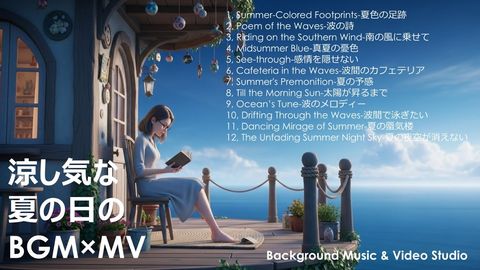 1. Summer-Colored Footprints-夏色の足跡
2. Poem of the Waves-波の詩
3. Riding on the Southern Wind-南の風に乗せて
4. Midsummer Blue-真夏の憂色
5. See-through-感情を隠せない
6. Cafeteria in the Waves-波間のカフェテリア
7. Summer's Premonition-夏の予感
8. Till the Morning Sun-太陽が昇るまで
9. Ocean's Tune-波のメロディー
10. Drifting Through the Waves-波間で泳ぎたい
11. Dancing Mirage of Summer-夏の蜃気楼
12. The Unfading Summer Night Sky-夏の夜空が消えない
涼し気な
夏の日の
BGM×MV
Background Music & Video Studio